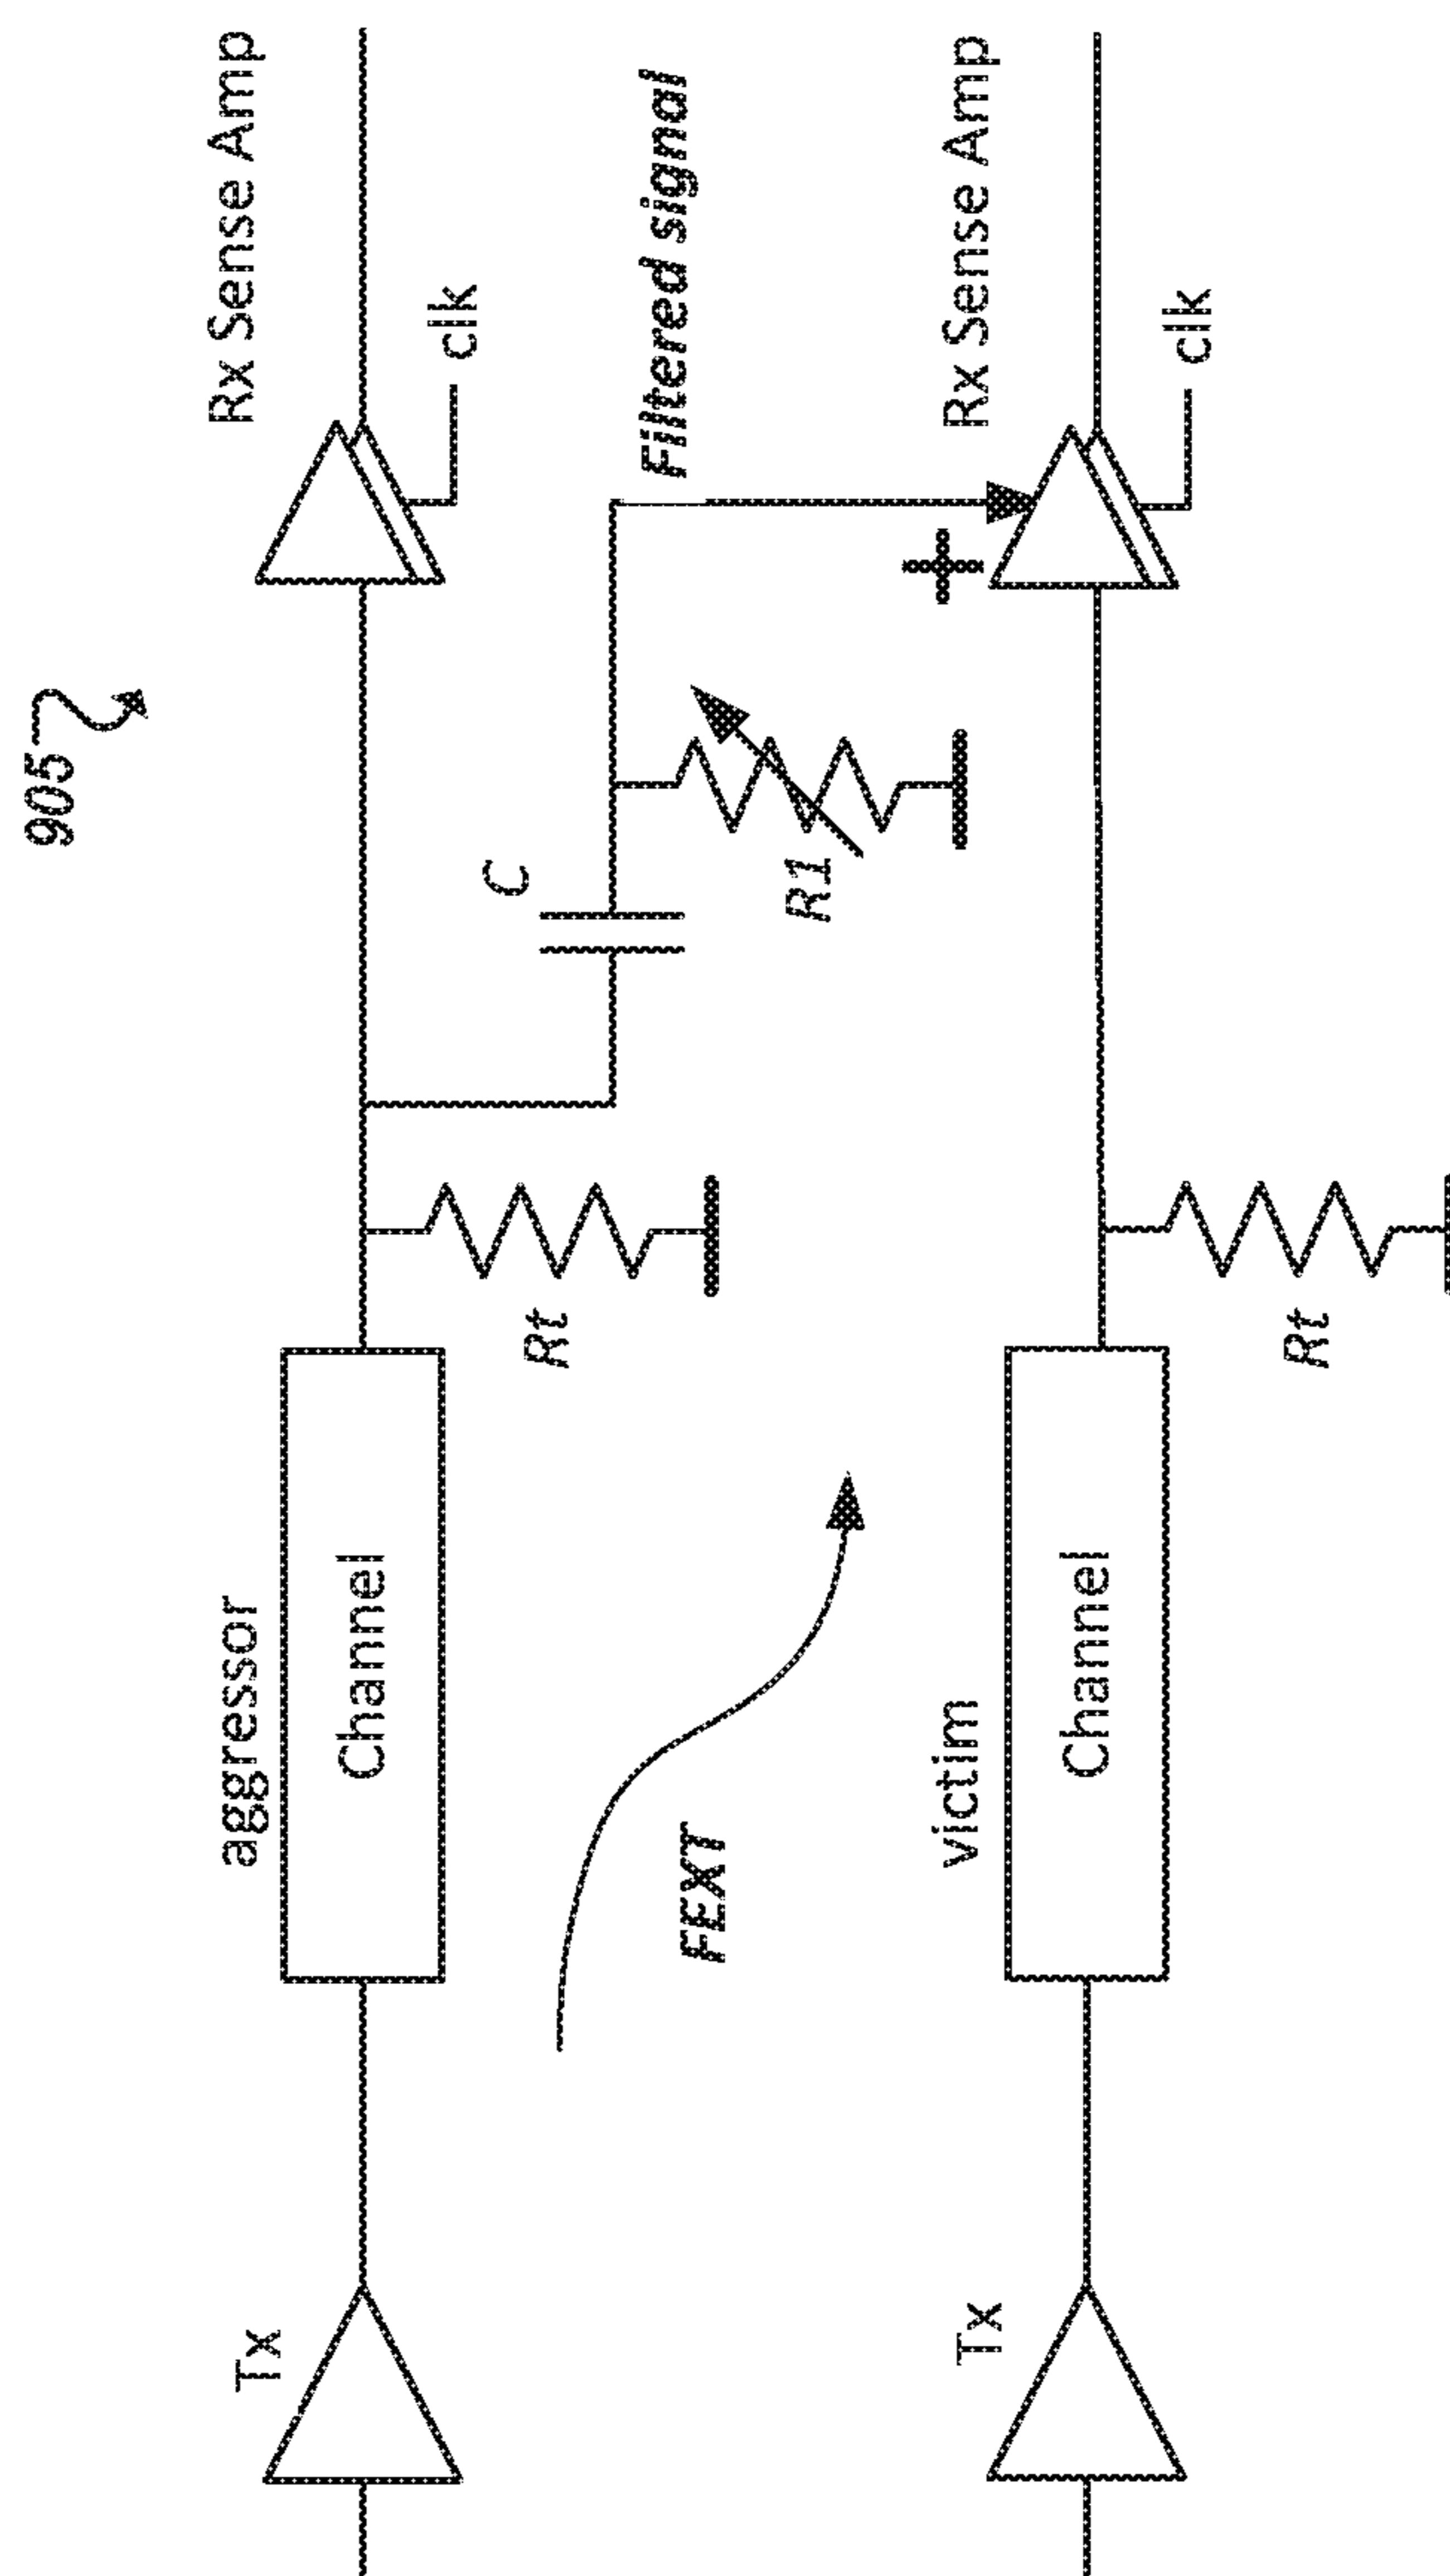 905
Tx
aggressor
Channel
Rt
C
R1
Rx Sense Amp
clk
Filtered signal
FEXT
+
Tx
victim
Channel
Rt
Rx Sense Amp
clk